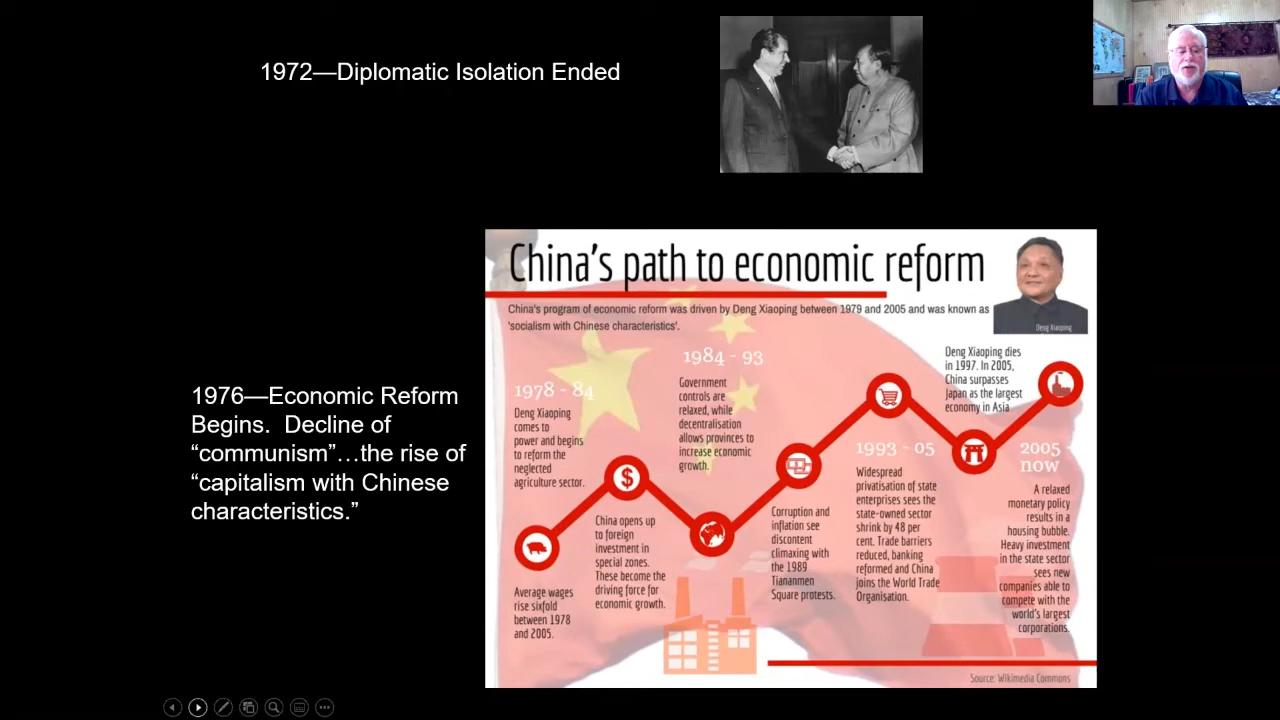 1972—Diplomatic Isolation Ended
1976—Economic Reform
Begins.  Decline of
“communism”…the rise of
“capitalism with Chinese
characteristics.”
China's path to economic reform
China's program of economic reform was driven by Deng Xiaoping between 1979 and 2005 and was known as
'socialism with Chinese characteristics'.
Deng Xiaoping
1978 - 84
Deng Xiaoping
comes to
power and begins
to reform the
neglected
agriculture sector.
Average wages
rise sixfold
between 1978
and 2005.
$
China opens up
to foreign
investment in
special zones.
These become the
driving force for
economic growth.
1984 - 93
Government
controls are
relaxed, while
decentralisation
allows provinces to
increase economic
growth.
Corruption and
inflation see
discontent
climaxing with
the 1989
Tiananmen
Square protests.
1993 - 05
Widespread
privatisation of state
enterprises sees the
state-owned sector
shrink by 48 per
cent. Trade barriers
reduced, banking
reformed and China
joins the World Trade
Organisation.
Deng Xiaoping dies
in 1997. In 2005,
China surpasses
Japan as the largest
economy in Asia
2005 -
now
A relaxed
monetary policy
results in a
housing bubble.
Heavy investment
in the state sector
sees new
companies able to
compete with the
world's largest
corporations.
Source: Wikimedia Commons